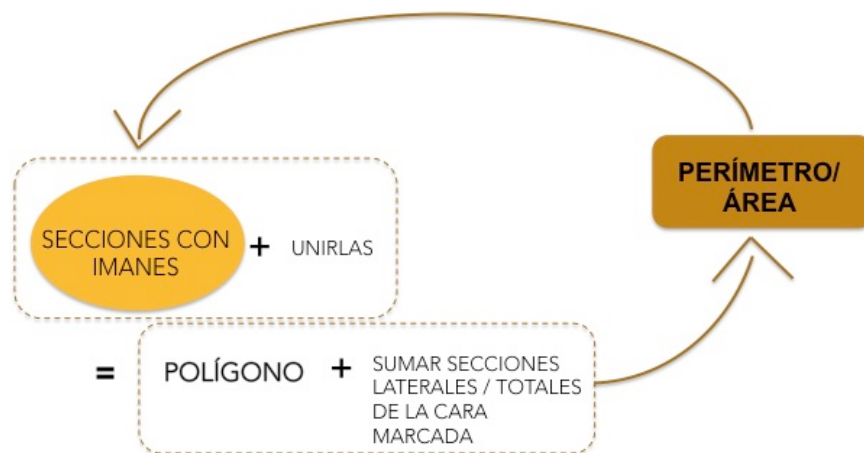 PERÍMETRO/
ÁREA
SECCIONES CON
IMANES
+ UNIRLAS
= POLÍGONO + SUMAR SECCIONES
LATERALES / TOTALES
DE LA CARA
MARCADA